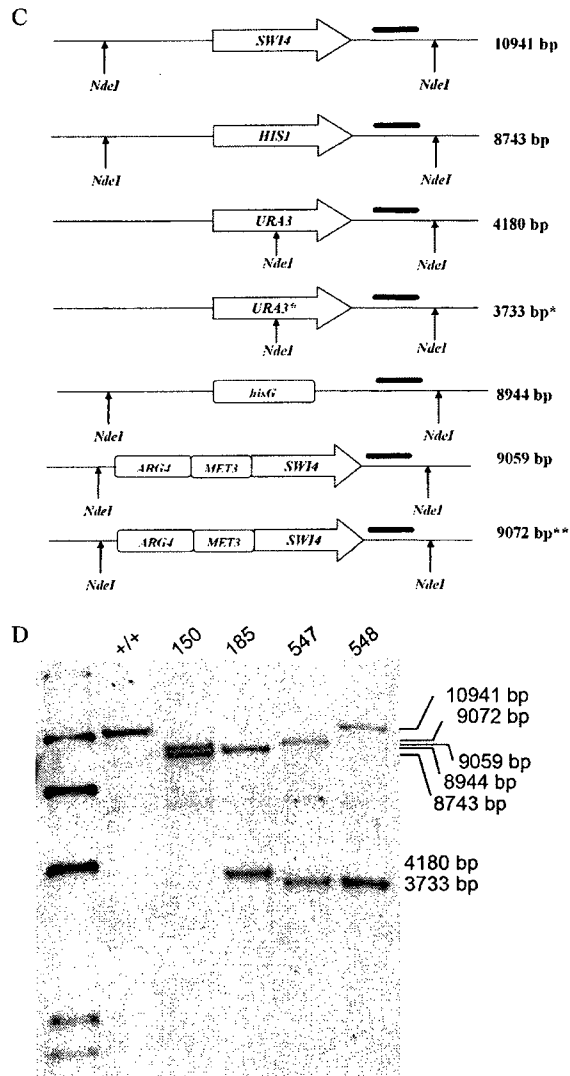 C
SWI4
10941 bp
NdeI
NdeI
HIS1
8743 bp
NdeI
NdeI
URA3
4180 bp
NdeI
NdeI
URA3*
3733 bp*
NdeI
NdeI
hisG
8944 bp
NdeI
NdeI
ARG4 MET3 SWI4
9059 bp
NdeI
NdeI
ARG4 MET3 SWI4
9072 bp**
NdeI
NdeI
D
+/+ 150 185 547 548
10941 bp
9072 bp
9059 bp
8944 bp
8743 bp
4180 bp
3733 bp